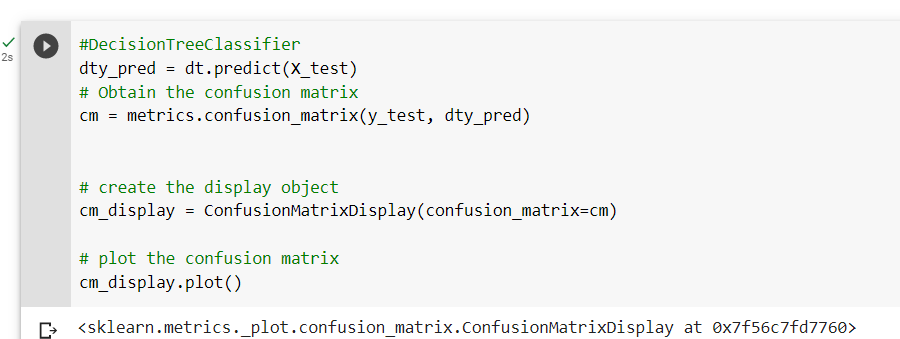 #DecisionTreeClassifier
dty_pred = dt.predict(X_test)
# Obtain the confusion matrix
cm = metrics.confusion_matrix(y_test, dty_pred)
# create the display object
cm_display = ConfusionMatrixDisplay(confusion_matrix=cm)
# plot the confusion matrix
cm_display.plot()
<sklearn.metrics._plot.confusion_matrix.ConfusionMatrixDisplay at 0x7f56c7fd7760>
2s